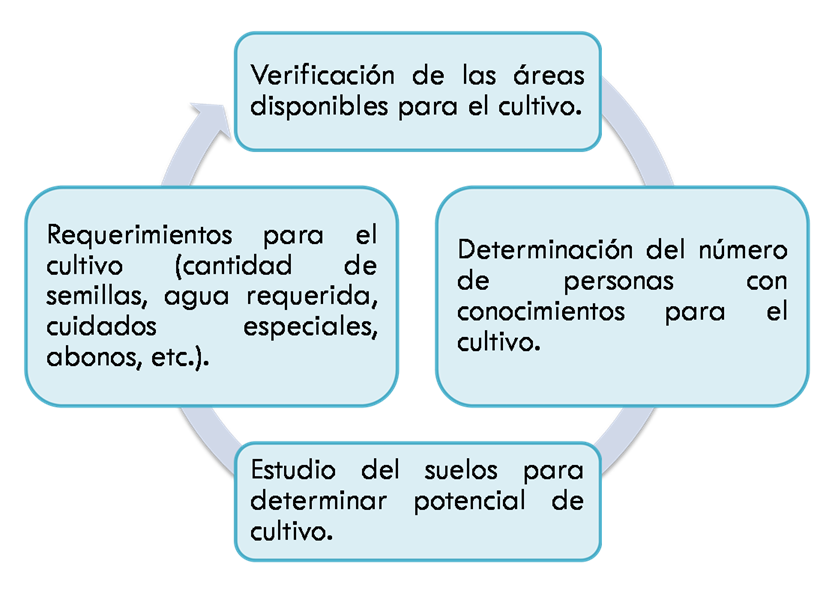 Verificación de las áreas
disponibles para el cultivo.
Determinación del número
de personas con
conocimientos para el
cultivo.
Estudio del suelos para
determinar potencial de
cultivo.
Requerimientos para el
cultivo (cantidad de
semillas, agua requerida,
cuidados especiales,
abonos, etc.).